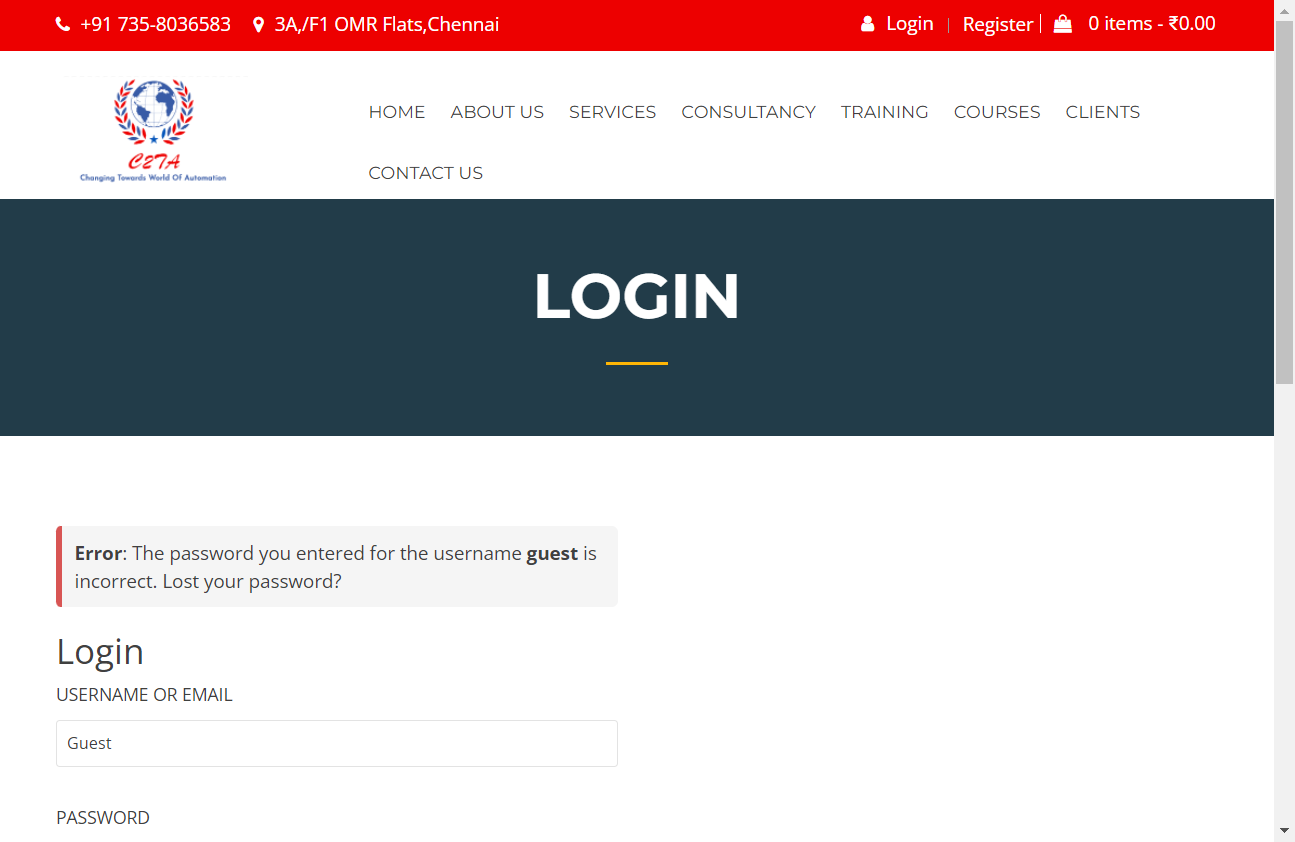 +91 735-8036583 3A,/F1 OMR Flats,Chennai Login | Register | 0 items - ₹0.00
C2TA
Changing Towards World Of Automation
HOME ABOUT US SERVICES CONSULTANCY TRAINING COURSES CLIENTS
CONTACT US
LOGIN
Error: The password you entered for the username guest is
incorrect. Lost your password?
Login
USERNAME OR EMAIL
Guest
PASSWORD